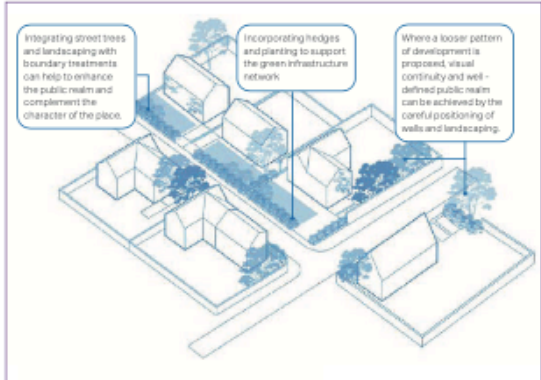 Integrating street trees
and landscaping with
boundary treatments
can help to enhance
the public realm and
complement the
character of the place.
Incorporating hedges
and planting to support
the green infrastructure
network
Where a looser pattern
of development is
proposed, visual
continuity and well -
defined public realm
can be achieved by the
careful positioning of
walls and landscaping.